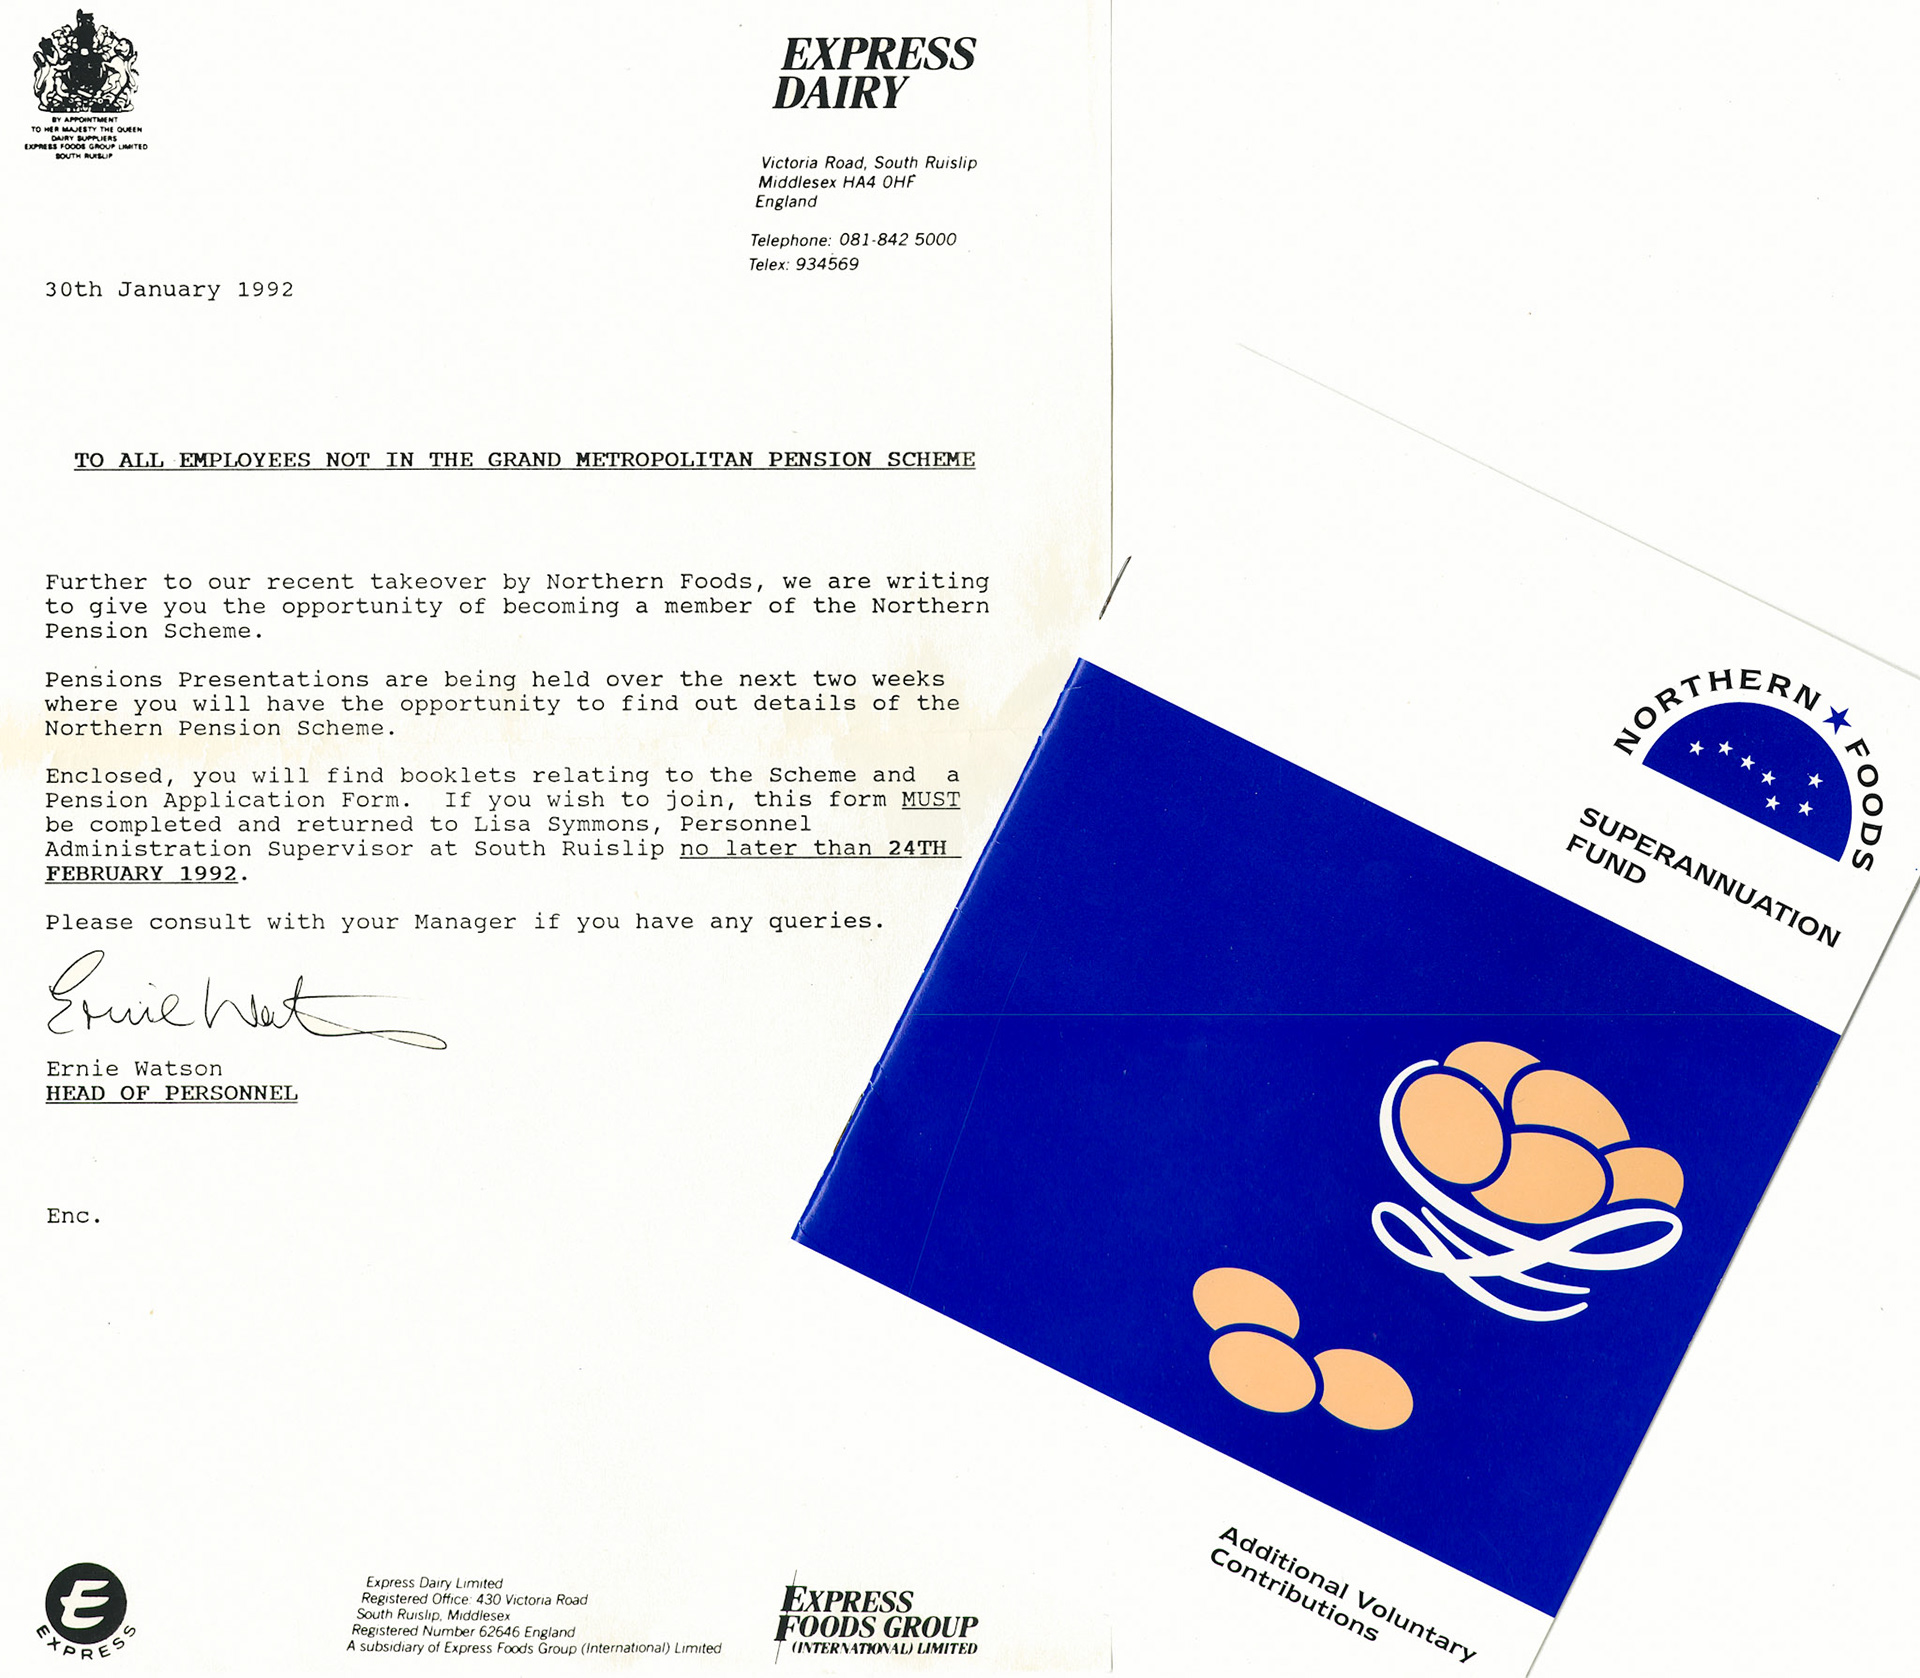 BY APPOINTMENT
TO HER MAJESTY THE QUEEN
DAIRY SUPPLIERS
EXPRESS FOODS GROUP LIMITED
SOUTH RUISLIP
EXPRESS
DAIRY
Victoria Road, South Ruislip
Middlesex HA4 0HF
England
Telephone: 081-842 5000
Telex: 934569
30th January 1992
TO ALL EMPLOYEES NOT IN THE GRAND METROPOLITAN PENSION SCHEME
Further to our recent takeover by Northern Foods, we are writing
to give you the opportunity of becoming a member of the Northern
Pension Scheme.
Pensions Presentations are being held over the next two weeks
where you will have the opportunity to find out details of the
Northern Pension Scheme.
Enclosed, you will find booklets relating to the Scheme and a
Pension Application Form. If you wish to join, this form MUST
be completed and returned to Lisa Symmons, Personnel
Administration Supervisor at South Ruislip no later than 24TH
FEBRUARY 1992.
Please consult with your Manager if you have any queries.
Ernie Watson
Ernie Watson
HEAD OF PERSONNEL
Enc.
E
EXPRESS
Express Dairy Limited
Registered Office: 430 Victoria Road
South Ruislip, Middlesex
Registered Number 62646 England
A subsidiary of Express Foods Group (International) Limited
EXPRESS
FOODS GROUP
(INTERNATIONAL) LIMITED
NORTHERN FOODS
SUPERANNUATION
FUND
Additional Voluntary
Contributions